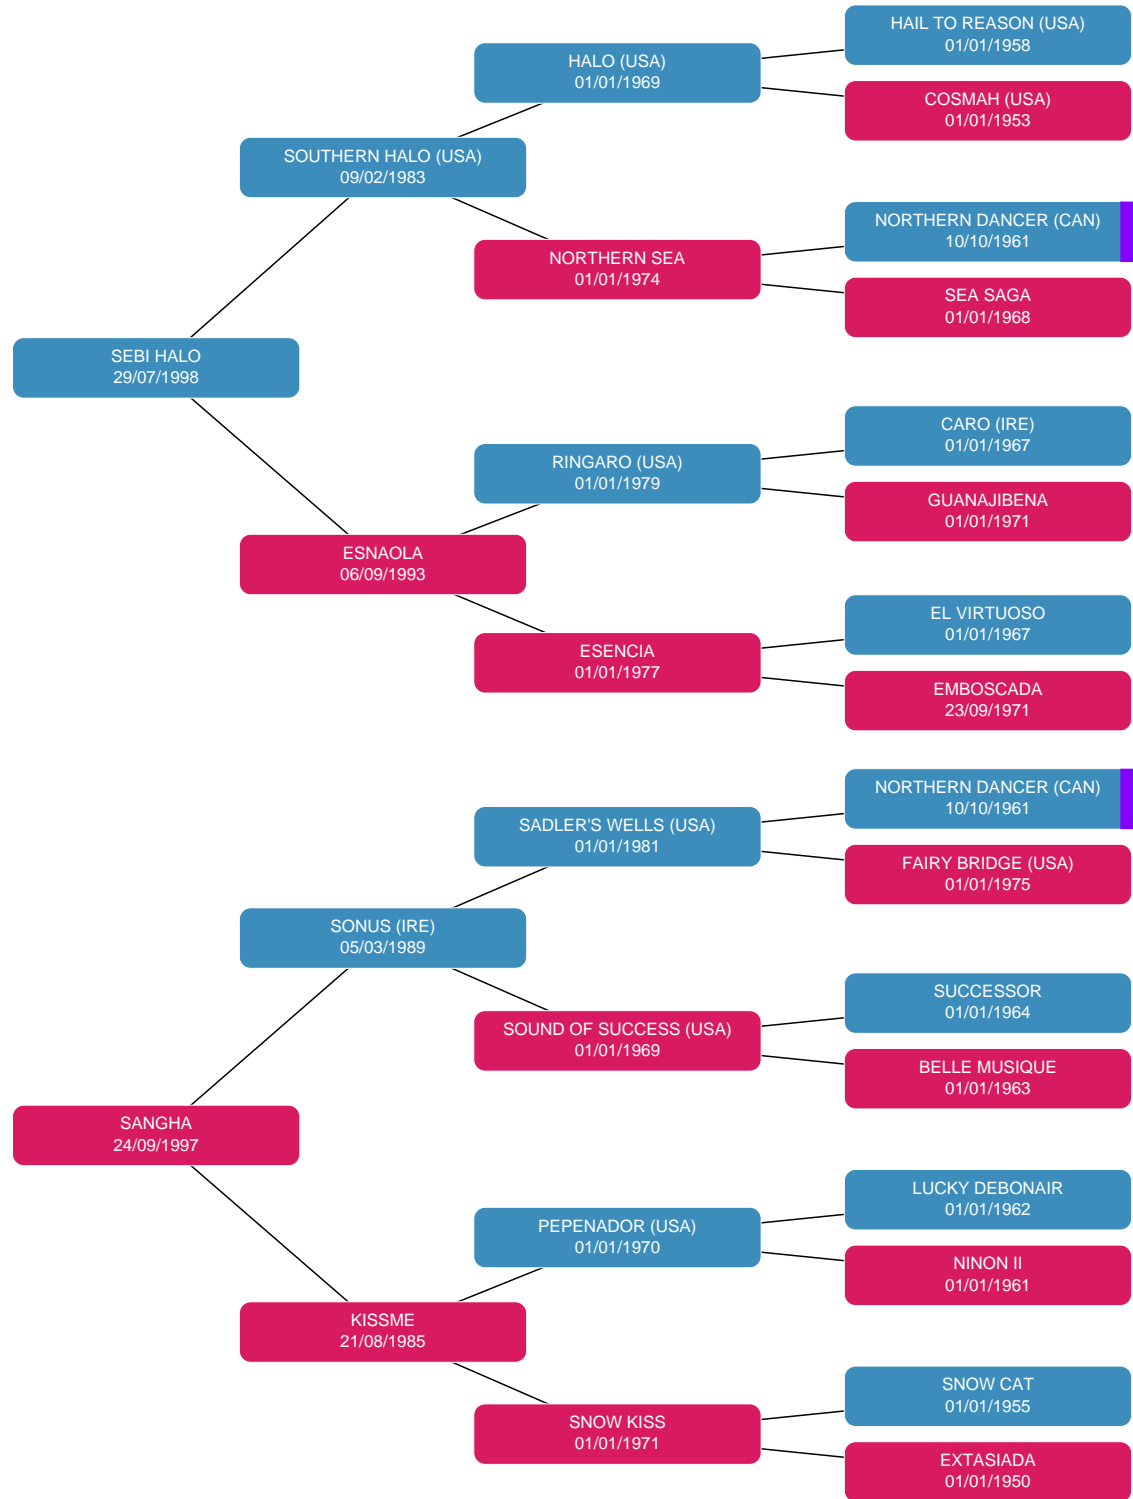 HAIL TO REASON (USA)
01/01/1958
HALO (USA)
01/01/1969
COSMAH (USA)
01/01/1953
SOUTHERN HALO (USA)
09/02/1983
NORTHERN DANCER (CAN)
10/10/1961
NORTHERN SEA
01/01/1974
SEA SAGA
01/01/1968
SEBI HALO
29/07/1998
CARO (IRE)
01/01/1967
RINGARO (USA)
01/01/1979
GUANAJIBENA
01/01/1971
ESNAOLA
06/09/1993
EL VIRTUOSO
01/01/1967
ESENCIA
01/01/1977
EMBOSCADA
23/09/1971
NORTHERN DANCER (CAN)
10/10/1961
SADLER'S WELLS (USA)
01/01/1981
FAIRY BRIDGE (USA)
01/01/1975
SONUS (IRE)
05/03/1989
SUCCESSOR
01/01/1964
SOUND OF SUCCESS (USA)
01/01/1969
BELLE MUSIQUE
01/01/1963
SANGHA
24/09/1997
LUCKY DEBONAIR
01/01/1962
PEPENADOR (USA)
01/01/1970
NINON II
01/01/1961
KISSME
21/08/1985
SNOW CAT
01/01/1955
SNOW KISS
01/01/1971
EXTASIADA
01/01/1950